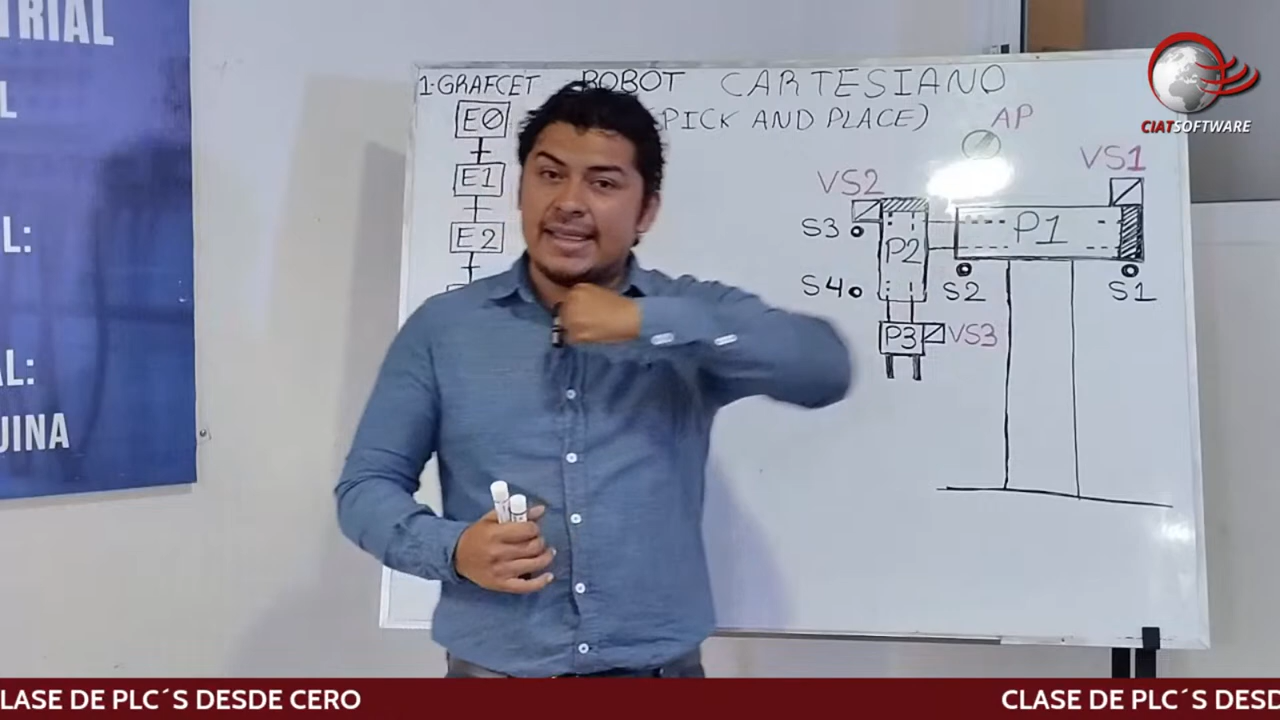 TRIAL
L
L:
AL:
UINA
1·GRAFCET ROBOT CARTESIANO
(PICK AND PLACE)
E0
E1
E2
AP
VS1
VS2
S3
P2
P1
S4
S2
S1
P3
VS3
CIATSOFTWARE
CLASE DE PLC´S DESDE CERO
CLASE DE PLC´S DESD